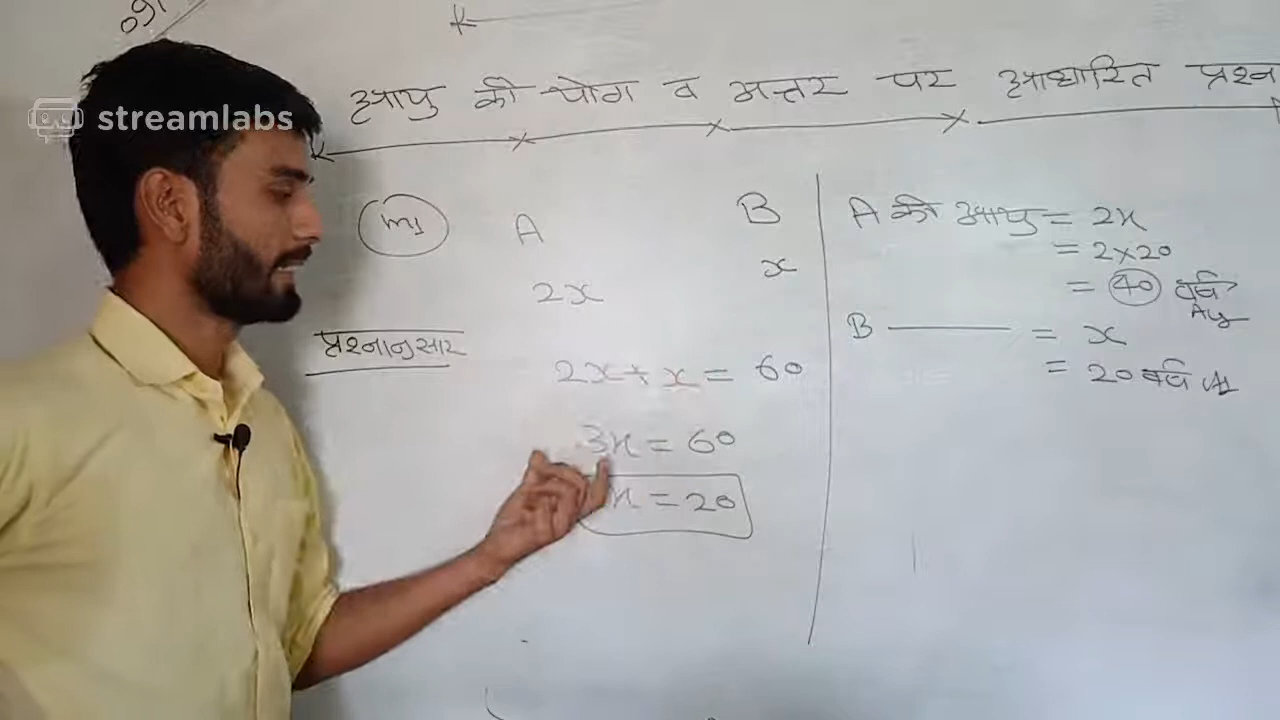 streamlabs
आयु की योग व अन्तर पर आधारित प्रश्न
M1
A B
2x x
प्रश्नानुसार
2x + x = 60
3x = 60
x = 20
A की आयु = 2x
= 2×20
= 40 वर्ष
B ——— = x
= 20 वर्ष